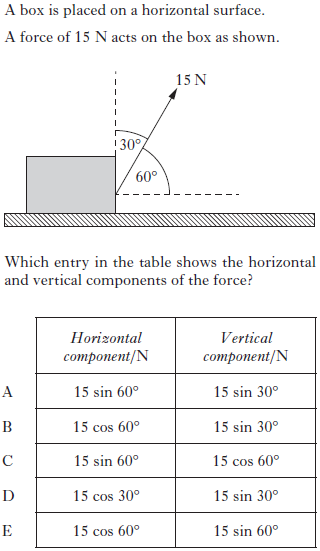 A box is placed on a horizontal surface.
A force of 15 N acts on the box as shown.
15 N
30°
60°
Which entry in the table shows the horizontal
and vertical components of the force?
Horizontal component/N Vertical component/N
A 15 sin 60° 15 sin 30°
B 15 cos 60° 15 sin 30°
C 15 sin 60° 15 cos 60°
D 15 cos 30° 15 sin 30°
E 15 cos 60° 15 sin 60°